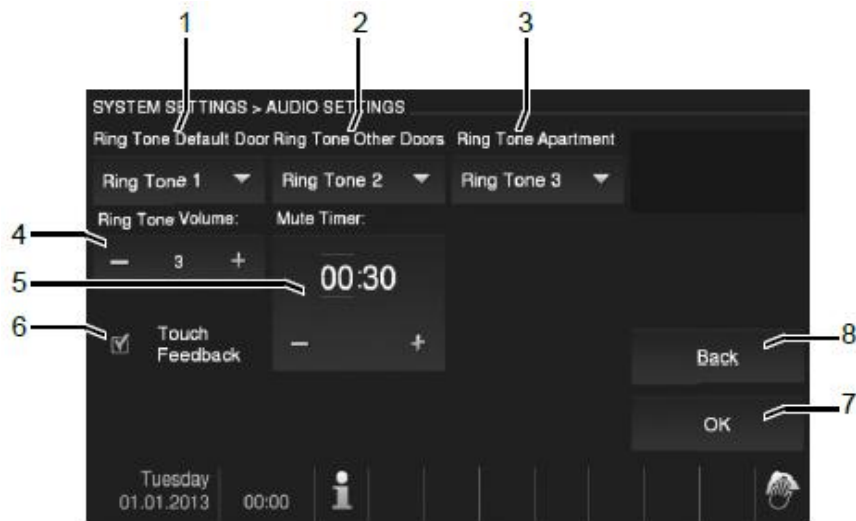 1 2 3
SYSTEM SETTINGS > AUDIO SETTINGS
Ring Tone Default Door Ring Tone Other Doors Ring Tone Apartment
Ring Tone 1 Ring Tone 2 Ring Tone 3
Ring Tone Volume: Mute Timer:
4
− 3 +
5
00:30
6
Touch
Feedback
− +
8
Back
7
OK
Tuesday
01.01.2013 00:00 i